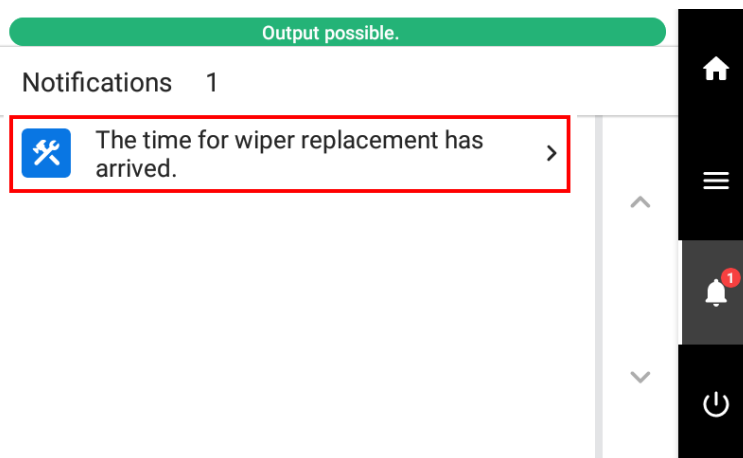 Output possible.
Notifications 1
The time for wiper replacement has
arrived.
1